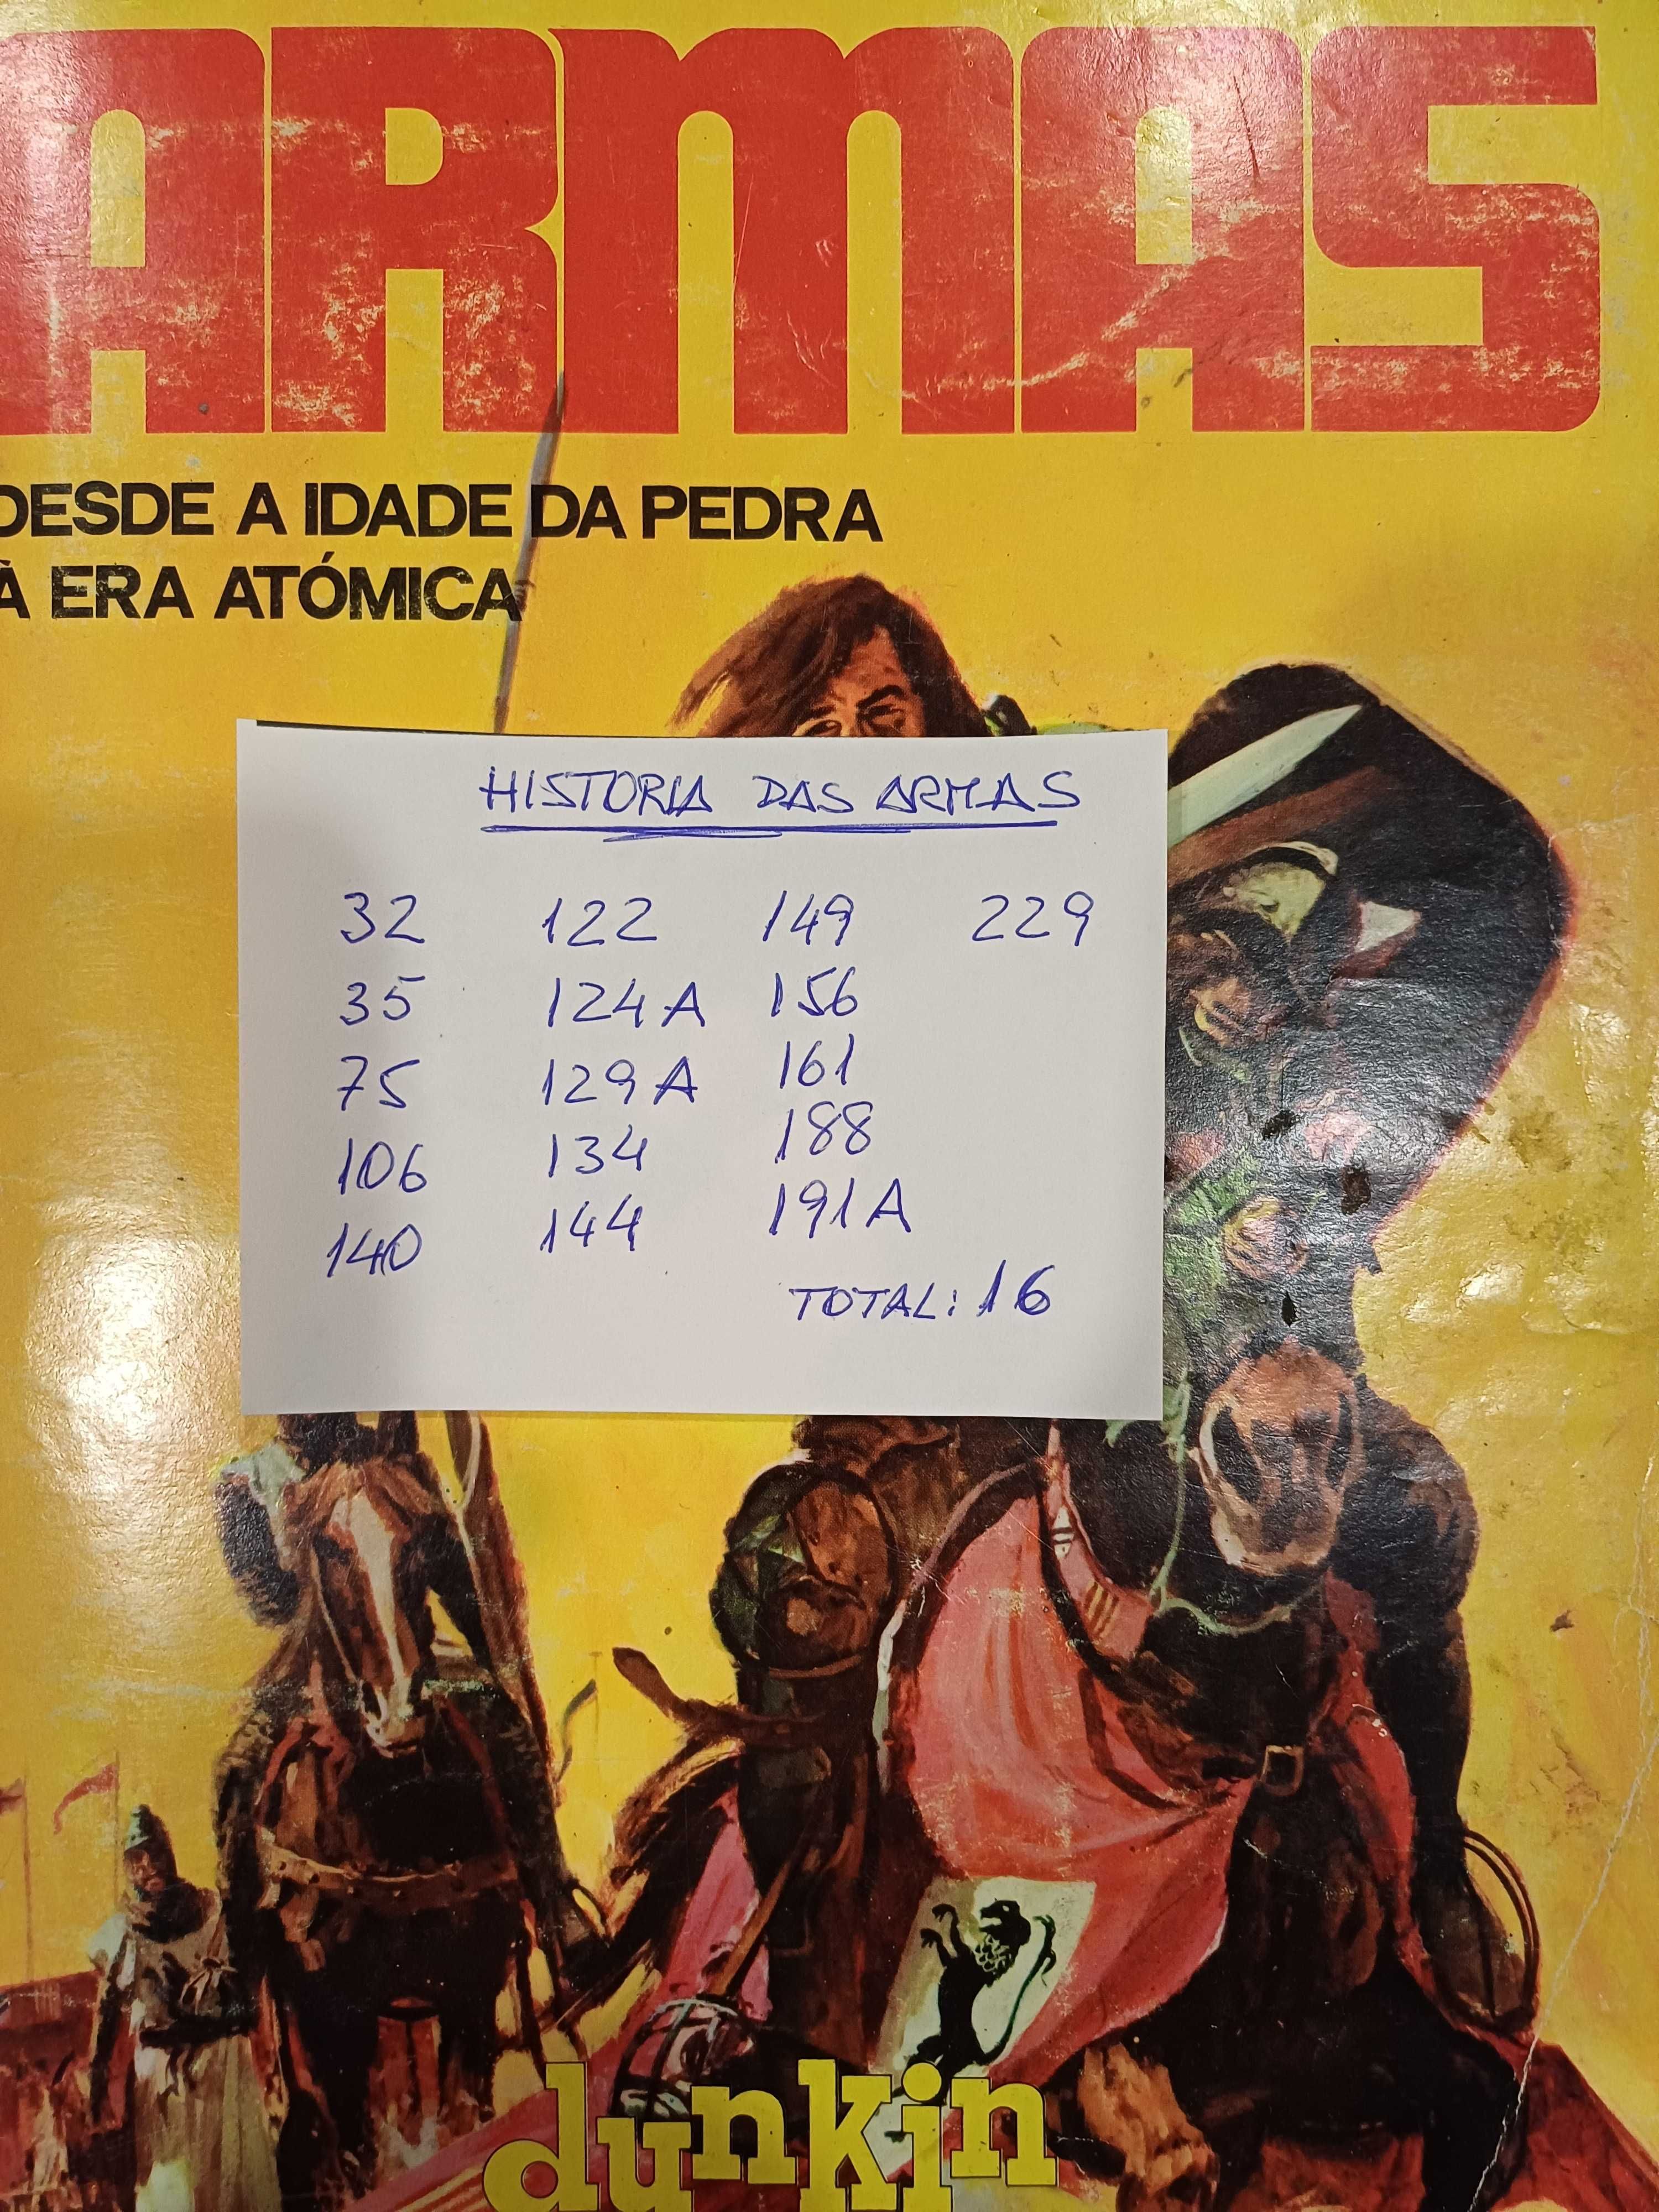 ARMAS
DESDE A IDADE DA PEDRA
À ERA ATÓMICA
HISTORIA DAS ARMAS
32 122 149 229
35 124A 156
75 129A 161
106 134 188
140 144 191A
TOTAL: 16
dunkin